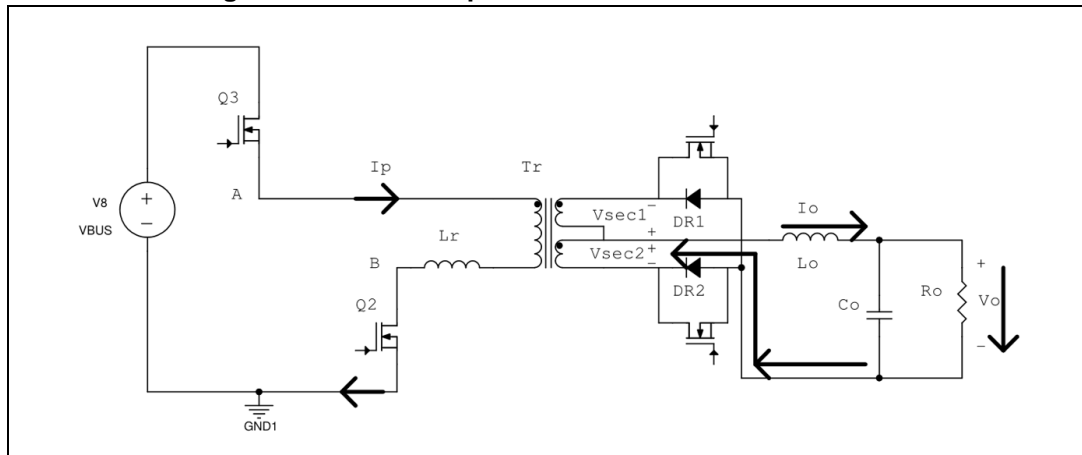 Q3
Ip
Tr
A
V8
VBUS
+
−
Vsec1
−
+
DR1
Io
Lo
Lr
B
Vsec2
+
−
DR2
Q2
Co
Ro
+
Vo
−
GND1